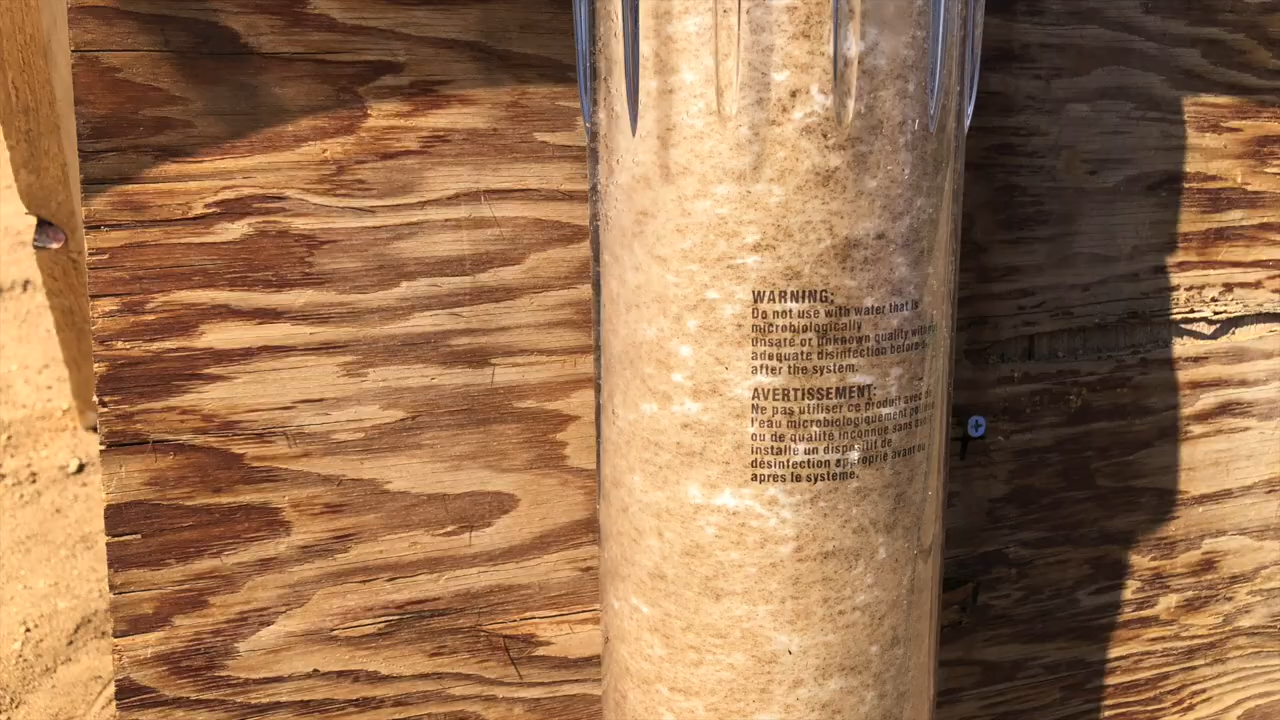 WARNING:
Do not use with water that is
microbiologically
unsafe or unknown quality without
adequate disinfection before
after the system.
AVERTISSEMENT:
Ne pas utiliser ce produit avec
l'eau microbiologiquement
ou de qualité inconnue sans
installé un dispositif de
désinfection approprié avant ou
après le système.